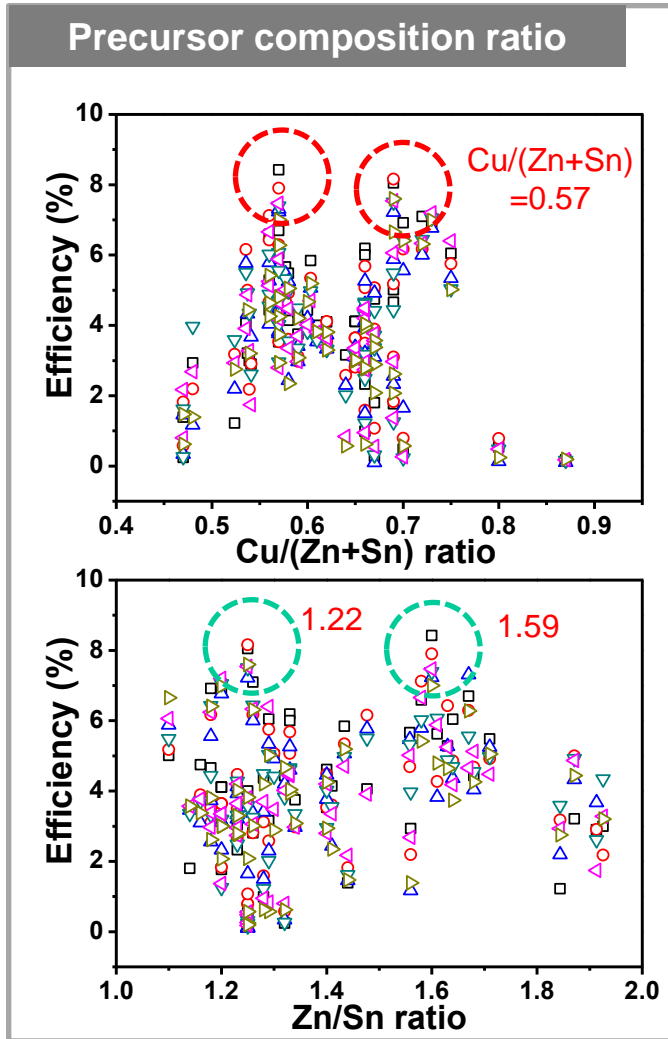 Precursor composition ratio
10
8
6
4
2
0
Efficiency (%)
Cu/(Zn+Sn)
=0.57
0.4 0.5 0.6 0.7 0.8 0.9
Cu/(Zn+Sn) ratio
10
8
6
4
2
0
Efficiency (%)
1.22
1.59
1.0 1.2 1.4 1.6 1.8 2.0
Zn/Sn ratio